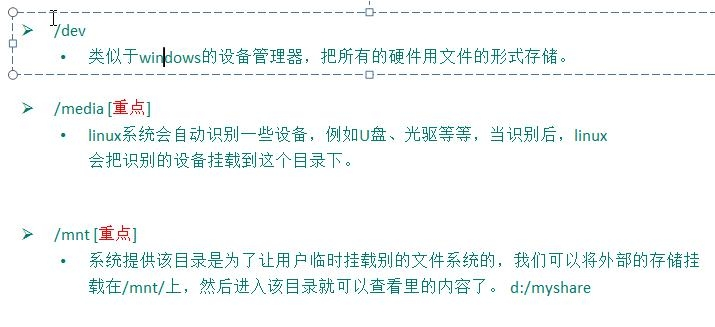 /dev
类似于windows的设备管理器，把所有的硬件用文件的形式存储。
/media [重点]
linux系统会自动识别一些设备，例如U盘、光驱等等，当识别后，linux
会把识别的设备挂载到这个目录下。
/mnt [重点]
系统提供该目录是为了让用户临时挂载别的文件系统的，我们可以将外部的存储挂
载在/mnt/上，然后进入该目录就可以查看里的内容了。 d:/myshare